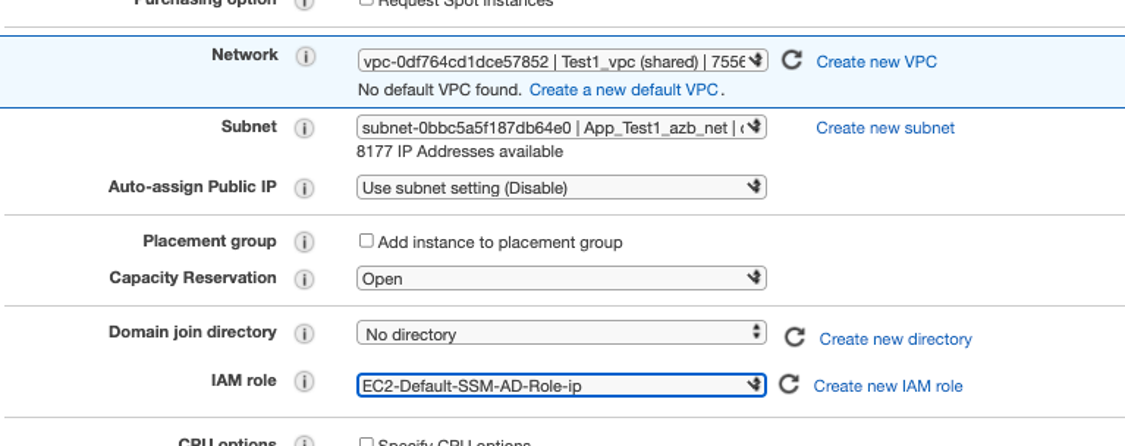 Purchasing option Request Spot instances
Network vpc-0df764cd1dce57852 | Test1_vpc (shared) | 755 Create new VPC
No default VPC found. Create a new default VPC.
Subnet subnet-0bbc5a5f187db64e0 | App_Test1_azb_net | Create new subnet
8177 IP Addresses available
Auto-assign Public IP Use subnet setting (Disable)
Placement group Add instance to placement group
Capacity Reservation Open
Domain join directory No directory Create new directory
IAM role EC2-Default-SSM-AD-Role-ip Create new IAM role
CPU options Specify CPU options